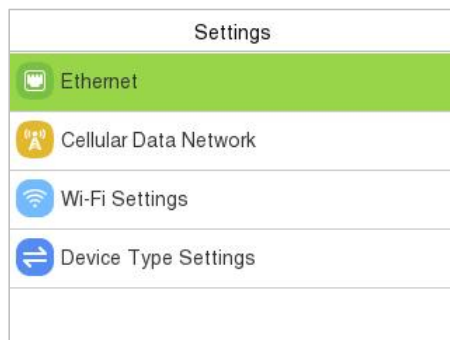 Settings
Ethernet
Cellular Data Network
Wi-Fi Settings
Device Type Settings